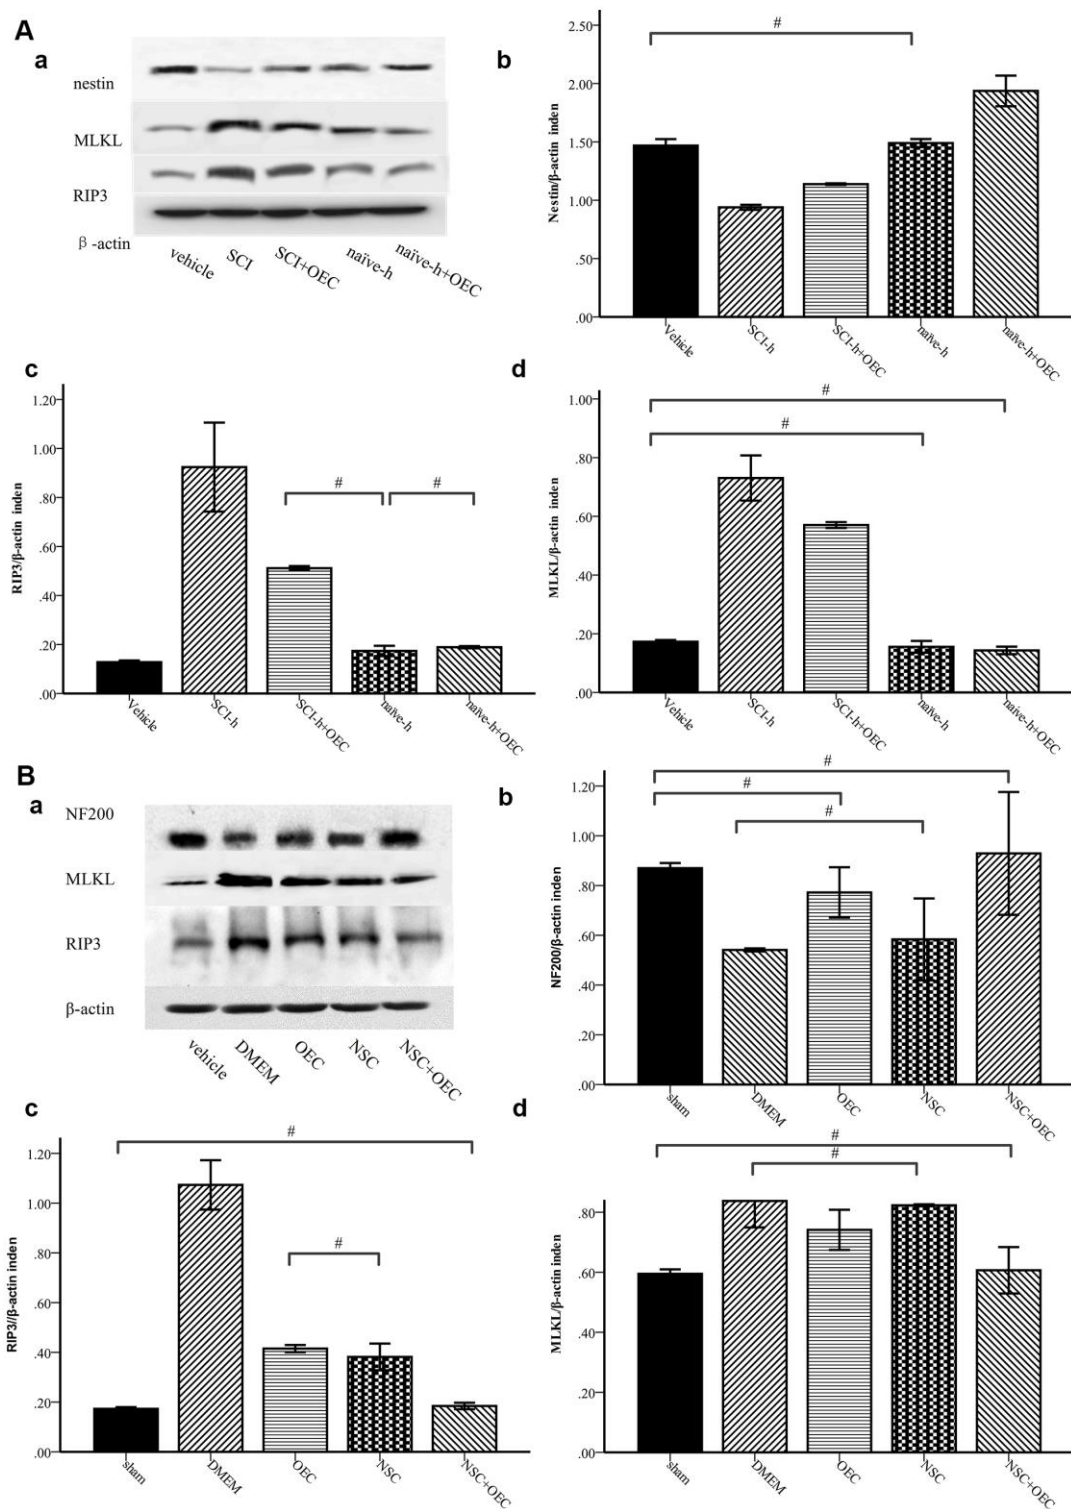 A
a
nestin
MLKL
RIP3
β -actin
vehicle
SCI
SCI+OEC
naïve-h
naïve-h+OEC
b
#
Nestin/β-actin inden
2.50
2.00
1.50
1.00
.50
.00
Vehicle
SCI-h
SCI-h+OEC
naïve-h
naïve-h+OEC
c
#
#
RIP3/β-actin inden
1.20
1.00
.80
.60
.40
.20
.00
Vehicle
SCI-h
SCI-h+OEC
naïve-h
naïve-h+OEC
d
#
#
MLKL/β-actin inden
1.00
.80
.60
.40
.20
.00
Vehicle
SCI-h
SCI-h+OEC
naïve-h
naïve-h+OEC
B
a
NF200
MLKL
RIP3
β-actin
vehicle
DMEM
OEC
NSC
NSC+OEC
b
#
#
#
NF200/β-actin inden
1.20
1.00
.80
.60
.40
.20
.00
sham
DMEM
OEC
NSC
NSC+OEC
c
#
#
RIP3//β-actin inden
1.20
1.00
.80
.60
.40
.20
.00
sham
DMEM
OEC
NSC
NSC+OEC
d
#
#
MLKL/β-actin inden
.80
.60
.40
.20
.00
sham
DMEM
OEC
NSC
NSC+OEC